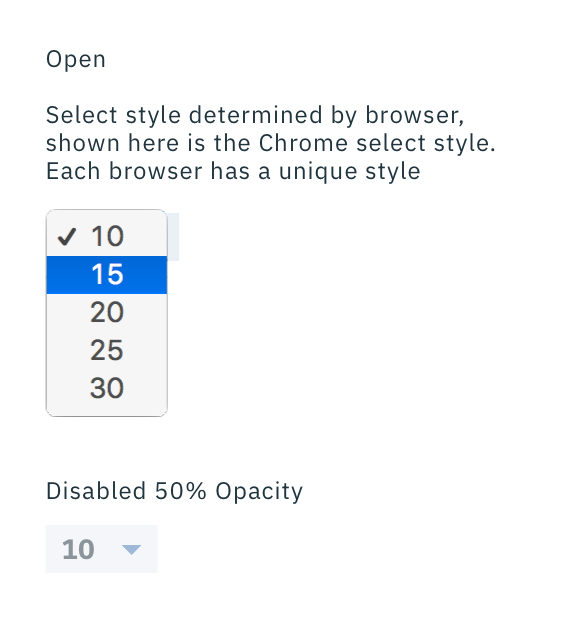 Open
Select style determined by browser,
shown here is the Chrome select style.
Each browser has a unique style
✓ 10
15
20
25
30
Disabled 50% Opacity
10